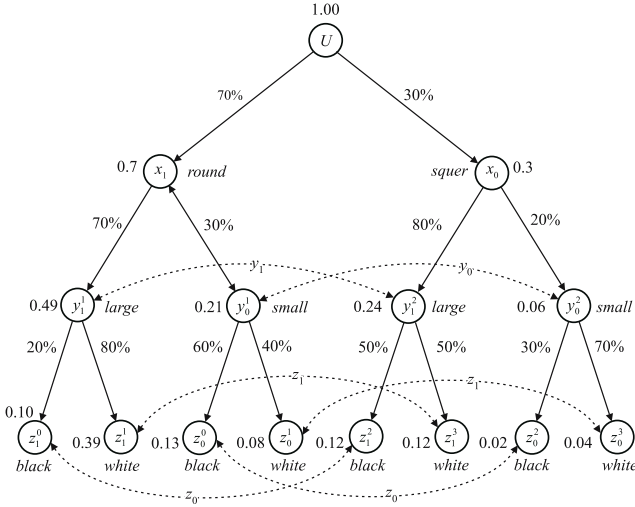 1.00
U
70% 30%
0.7 x₁ round squer x₀ 0.3
70% 30% 80% 20%
y₁ y₀
0.49 y₁¹ large 0.21 y₀¹ small 0.24 y₁² large 0.06 y₀² small
20% 80% 60% 40% 50% 50% 30% 70%
z₁ z₁
0.10 z₁⁰ 0.39 z₁¹ 0.13 z₀⁰ 0.08 z₀¹ 0.12 z₁² 0.12 z₁³ 0.02 z₀² 0.04 z₀³
black white black white black white black white
z₀ z₀